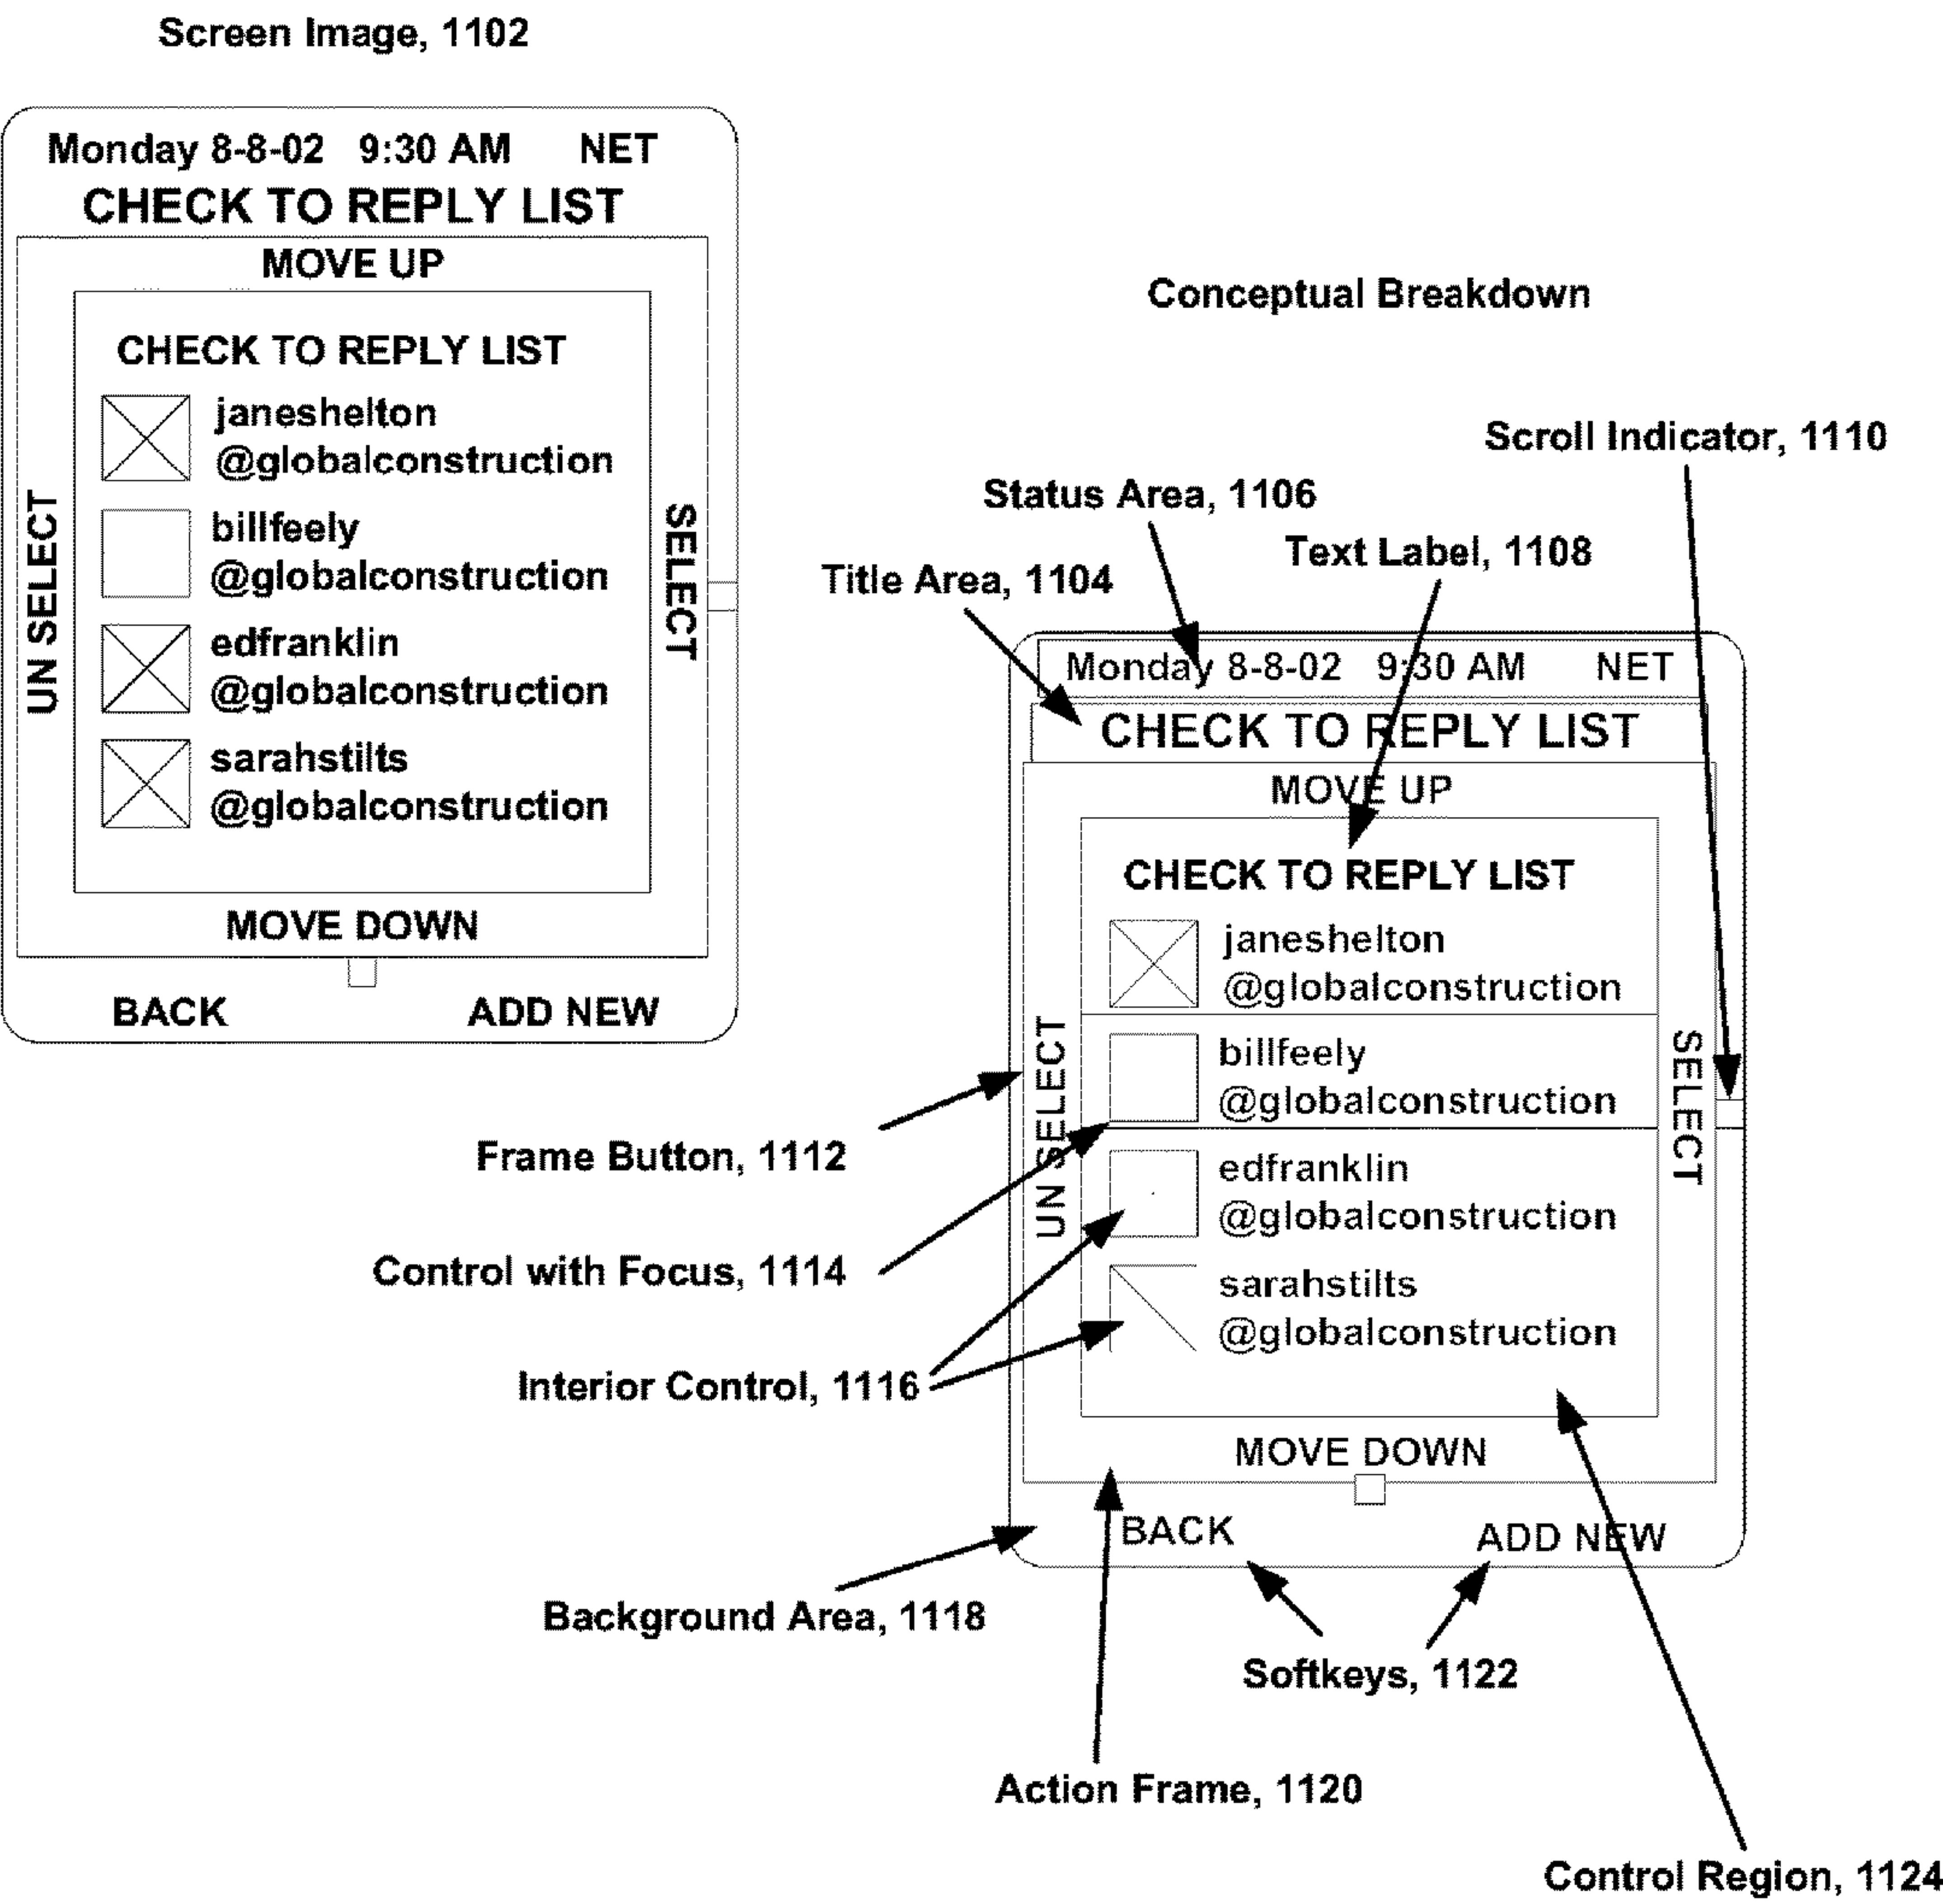 Screen Image, 1102
Monday 8-8-02 9:30 AM NET
CHECK TO REPLY LIST
MOVE UP
CHECK TO REPLY LIST
janeshelton
@globalconstruction
billfeely
@globalconstruction
edfranklin
@globalconstruction
sarahstilts
@globalconstruction
UN SELECT
SELECT
MOVE DOWN
BACK ADD NEW
Conceptual Breakdown
Scroll Indicator, 1110
Status Area, 1106
Text Label, 1108
Title Area, 1104
Monday 8-8-02 9:30 AM NET
CHECK TO REPLY LIST
MOVE UP
CHECK TO REPLY LIST
janeshelton
@globalconstruction
billfeely
@globalconstruction
edfranklin
@globalconstruction
sarahstilts
@globalconstruction
UN SELECT
SELECT
MOVE DOWN
BACK ADD NEW
Frame Button, 1112
Control with Focus, 1114
Interior Control, 1116
Background Area, 1118
Softkeys, 1122
Action Frame, 1120
Control Region, 1124